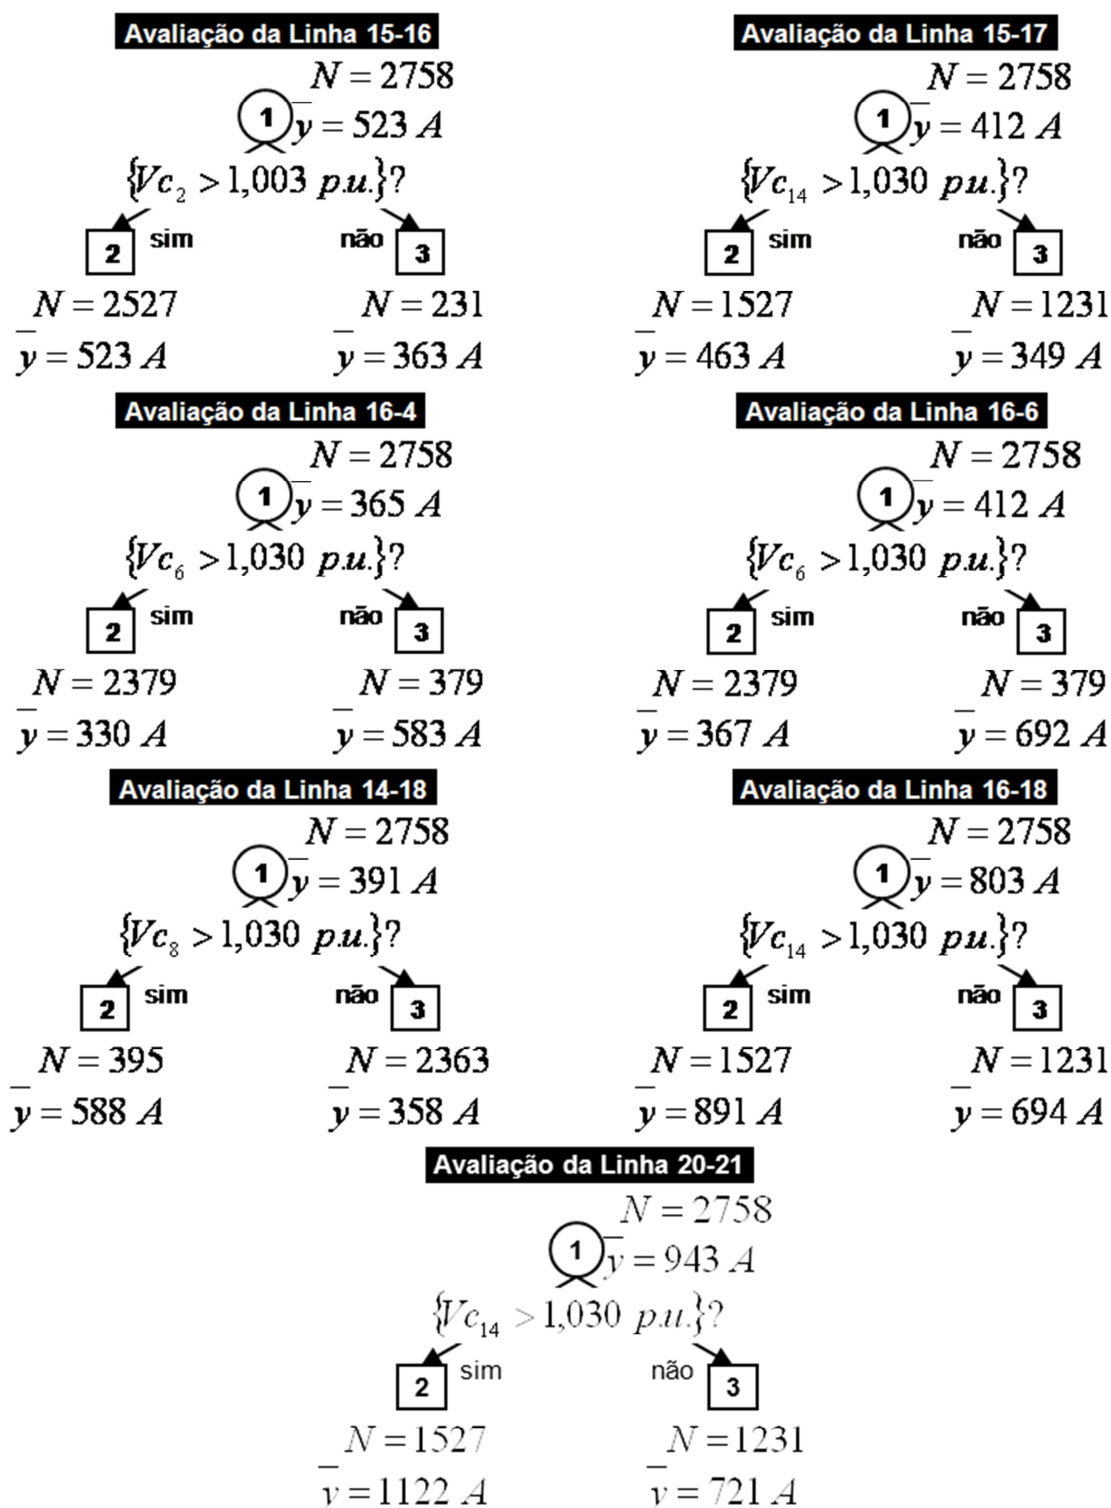 Avaliação da Linha 15-16
N = 2758
1
y = 523 A
{Vc₂ > 1,003 p.u.}?
2 sim não 3
N = 2527 N = 231
y = 523 A y = 363 A
Avaliação da Linha 15-17
N = 2758
1
y = 412 A
{Vc₁₄ > 1,030 pu.}?
2 sim não 3
N = 1527 N = 1231
y = 463 A y = 349 A
Avaliação da Linha 16-4
N = 2758
1
y = 365 A
{Vc₆ > 1,030 p.u.}?
2 sim não 3
N = 2379 N = 379
y = 330 A y = 583 A
Avaliação da Linha 16-6
N = 2758
1
y = 412 A
{Vc₆ > 1,030 p.u.}?
2 sim não 3
N = 2379 N = 379
y = 367 A y = 692 A
Avaliação da Linha 14-18
N = 2758
1
y = 391 A
{Vc₈ > 1,030 p.u.}?
2 sim não 3
N = 395 N = 2363
y = 588 A y = 358 A
Avaliação da Linha 16-18
N = 2758
1
y = 803 A
{Vc₁₄ > 1,030 pu.}?
2 sim não 3
N = 1527 N = 1231
y = 891 A y = 694 A
Avaliação da Linha 20-21
N = 2758
1
y = 943 A
{Vc₁₄ > 1,030 p.u.}?
2 sim não 3
N = 1527 N = 1231
y = 1122 A y = 721 A